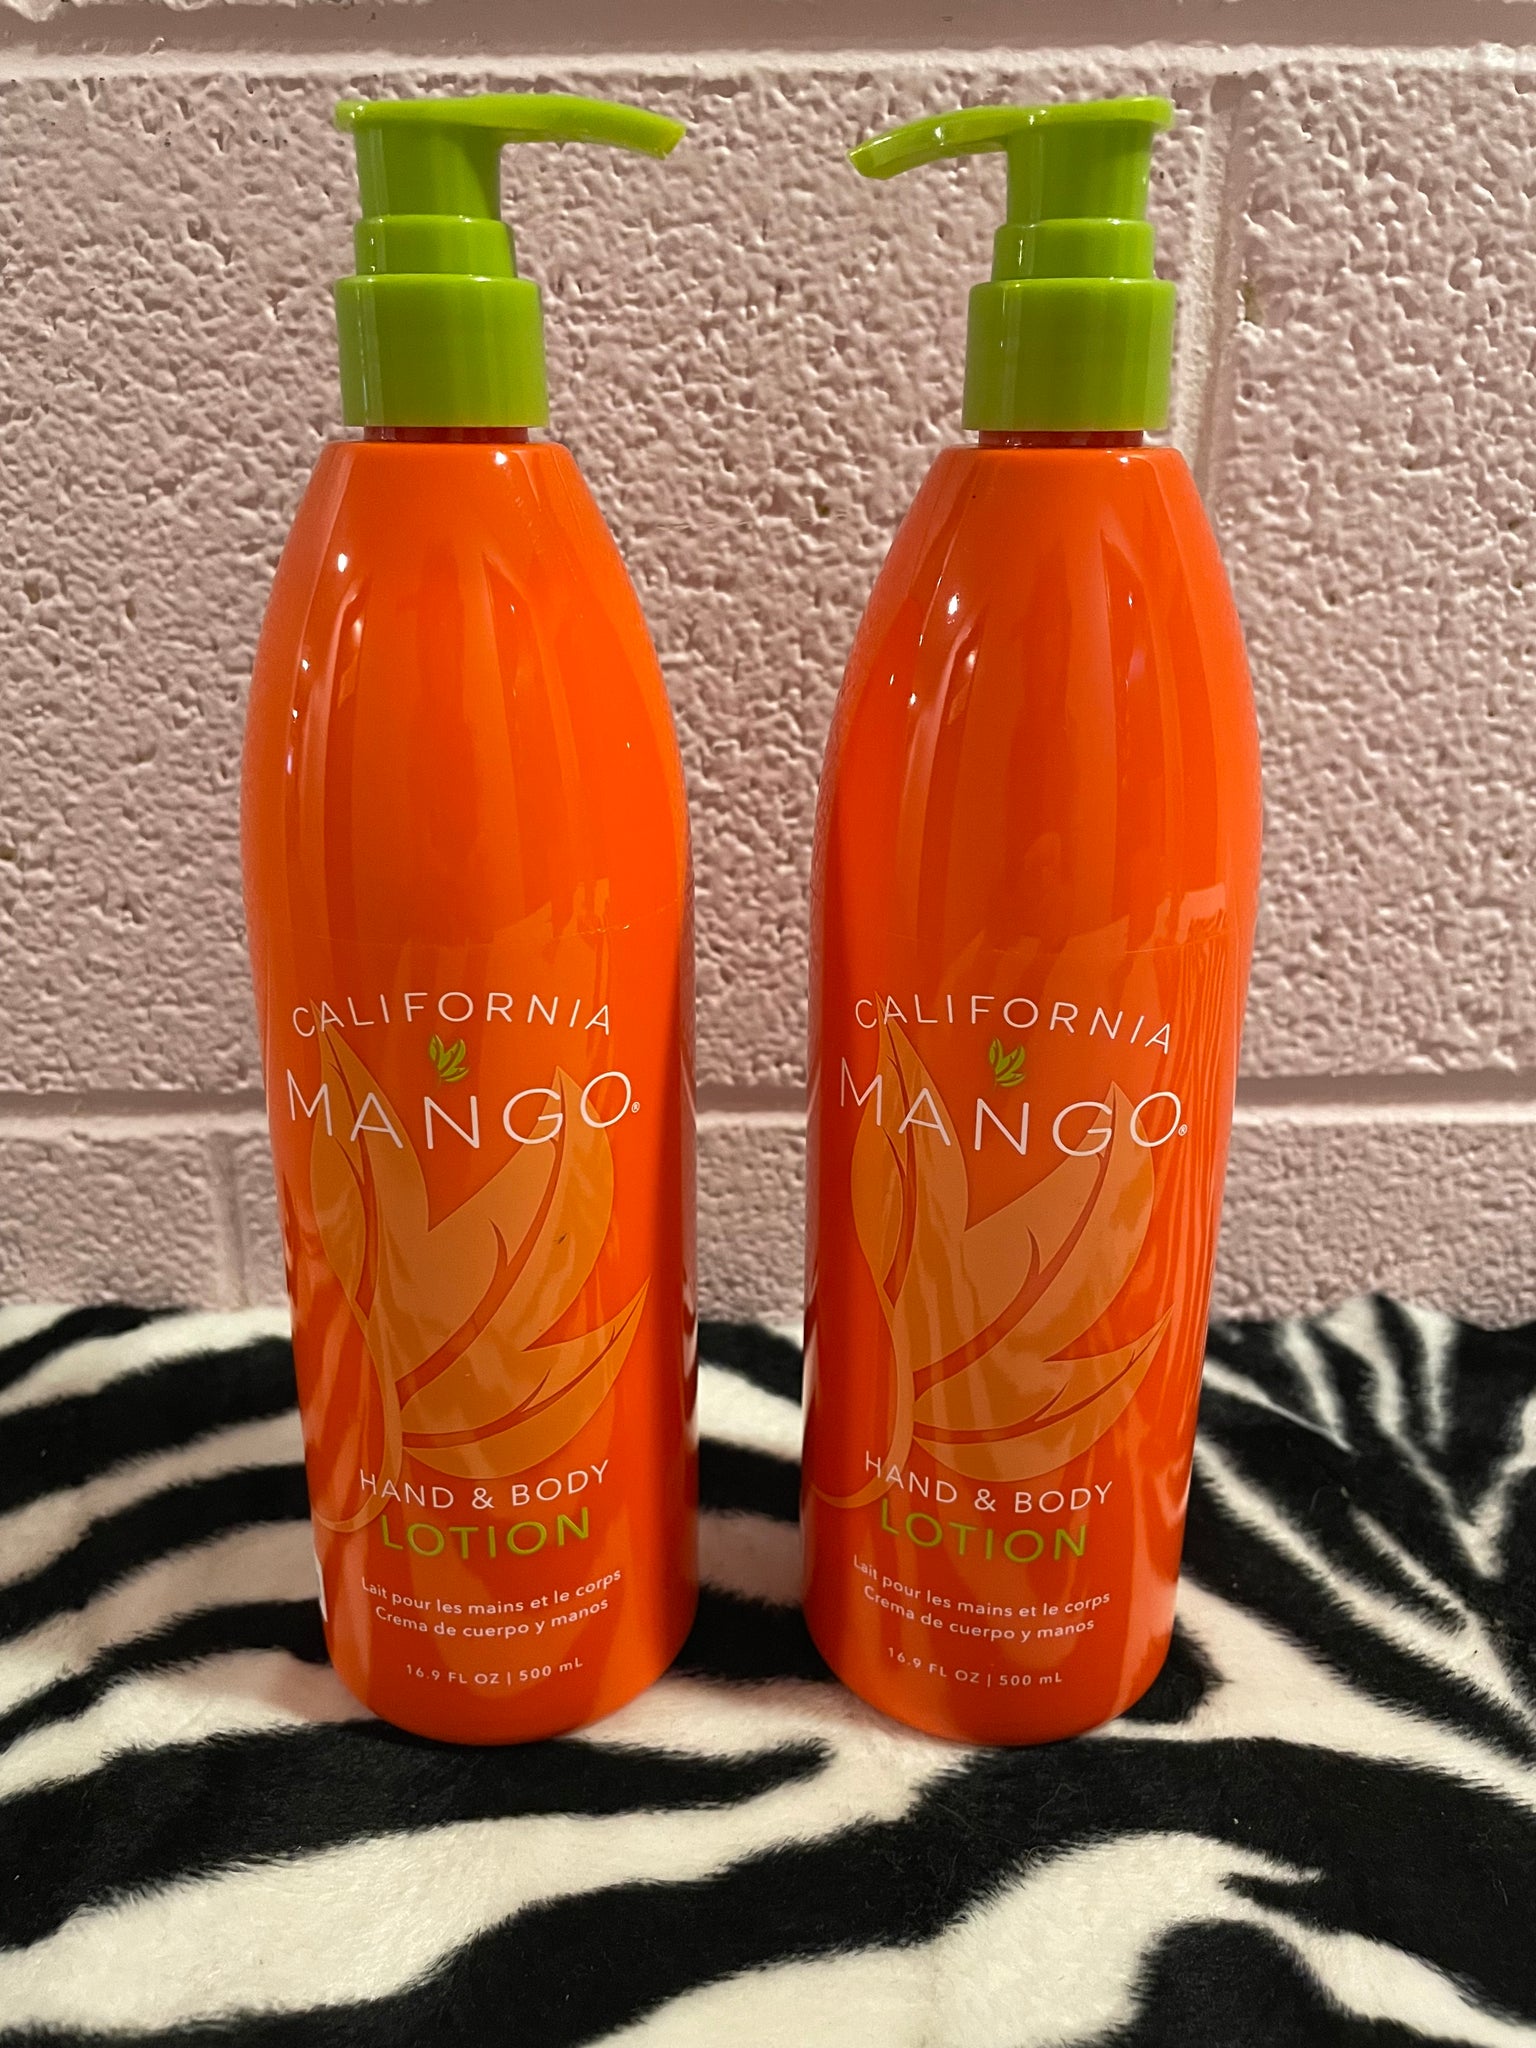 CALIFORNIA
MANGO®
HAND & BODY
LOTION
Lait pour les mains et le corps
Crema de cuerpo y manos
16.9 FL OZ | 500 mL
CALIFORNIA
MANGO®
HAND & BODY
LOTION
Lait pour les mains et le corps
Crema de cuerpo y manos
16.9 FL OZ | 500 mL